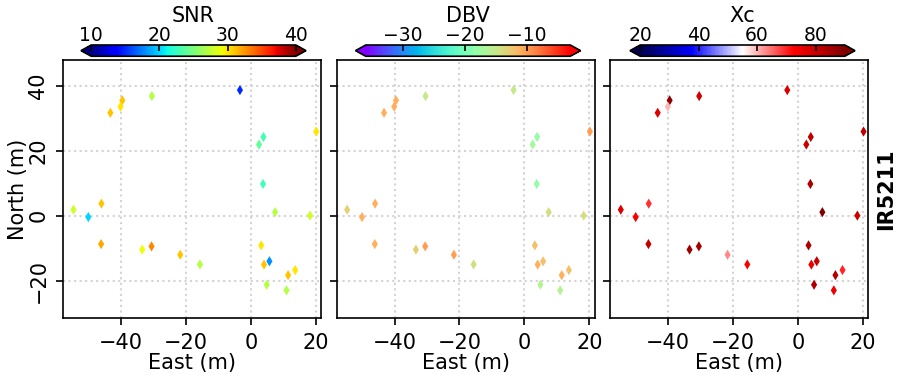 SNR DBV Xc
10 20 30 40 −30 −20 −10 20 40 60 80
40
20
0
−20
North (m)
IR5211
−40 −20 0 20 −40 −20 0 20 −40 −20 0 20
East (m) East (m) East (m)